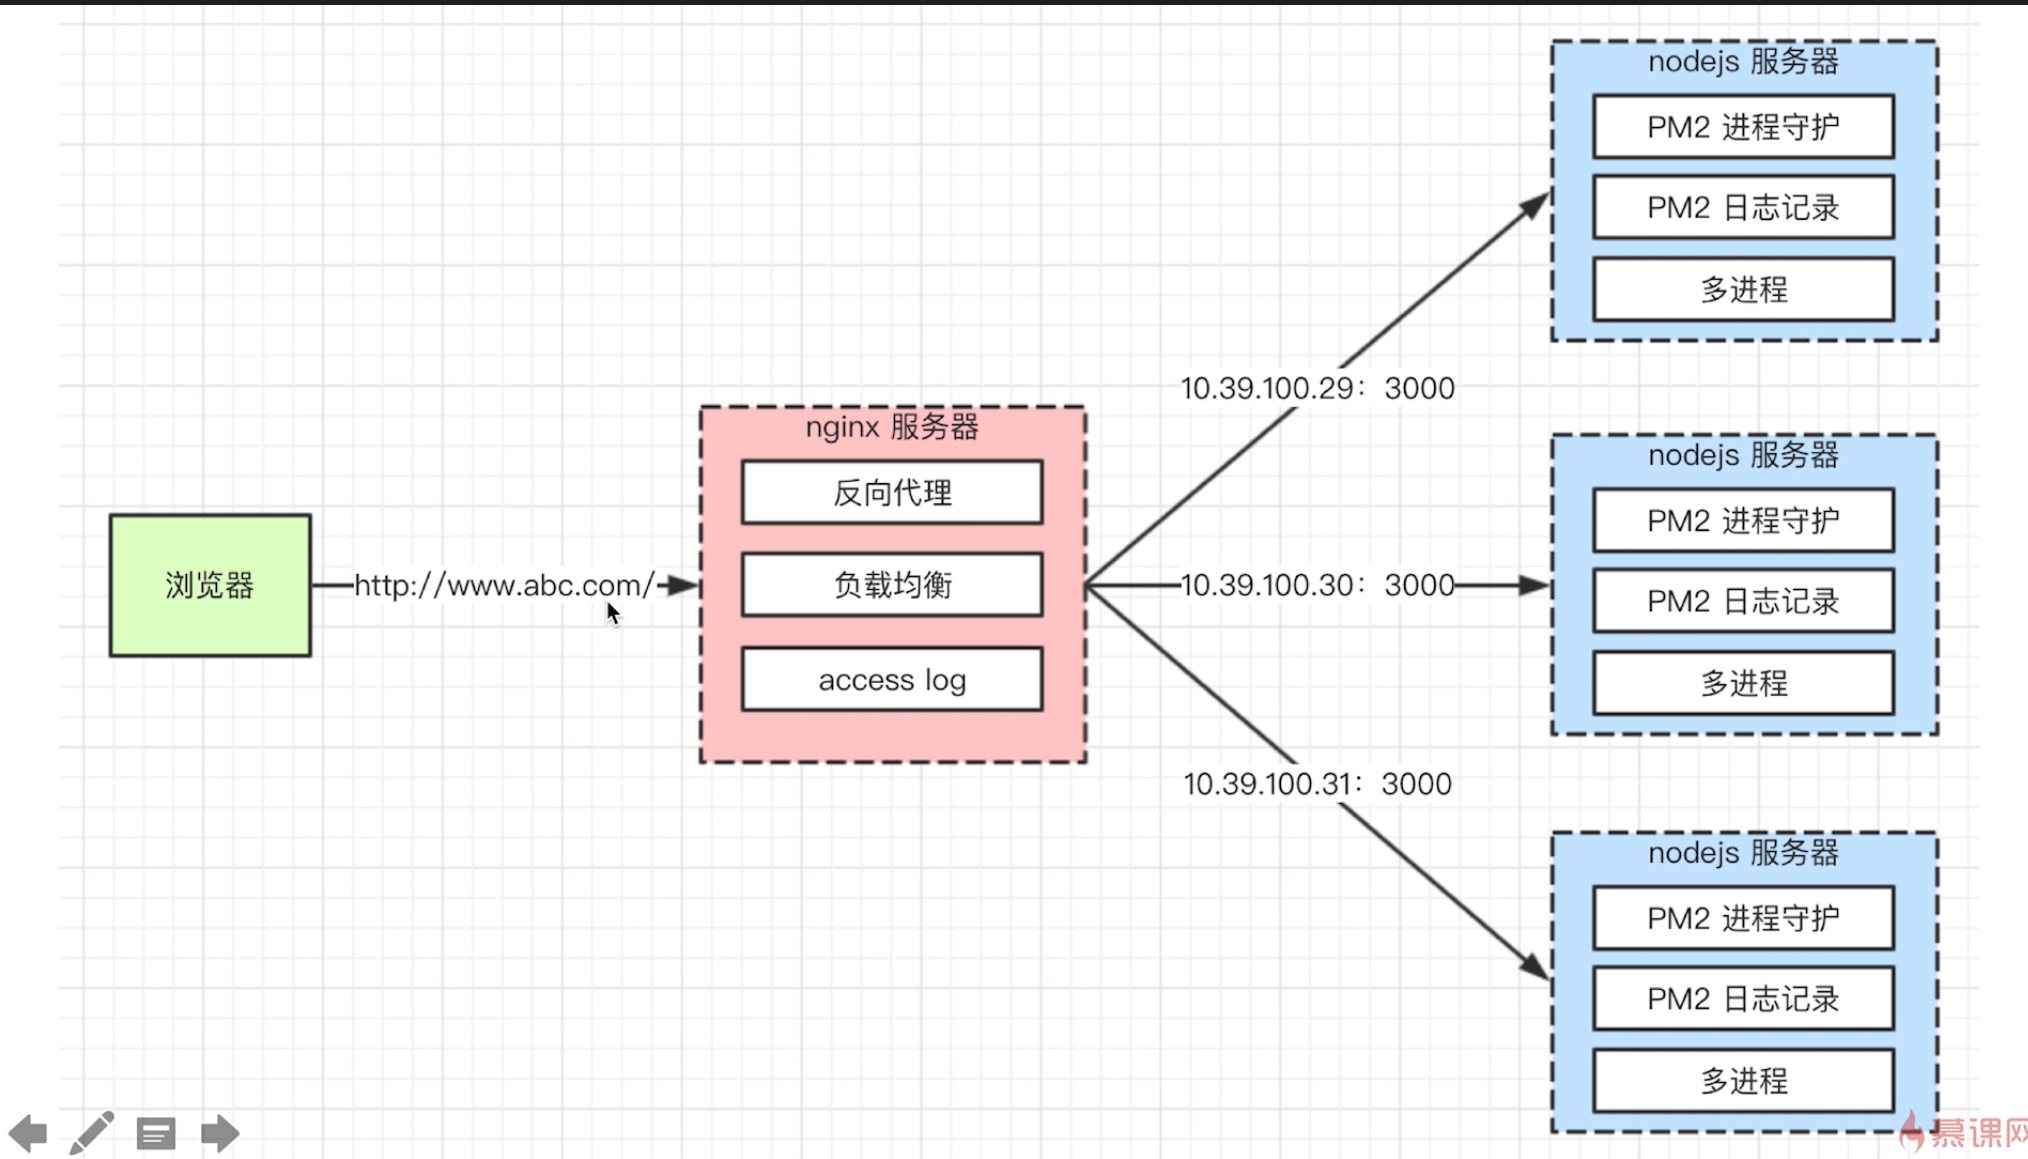 浏览器
http://www.abc.com/
nginx 服务器
反向代理
负载均衡
access log
10.39.100.29：3000
10.39.100.30：3000
10.39.100.31：3000
nodejs 服务器
PM2 进程守护
PM2 日志记录
多进程
nodejs 服务器
PM2 进程守护
PM2 日志记录
多进程
nodejs 服务器
PM2 进程守护
PM2 日志记录
多进程
慕课网